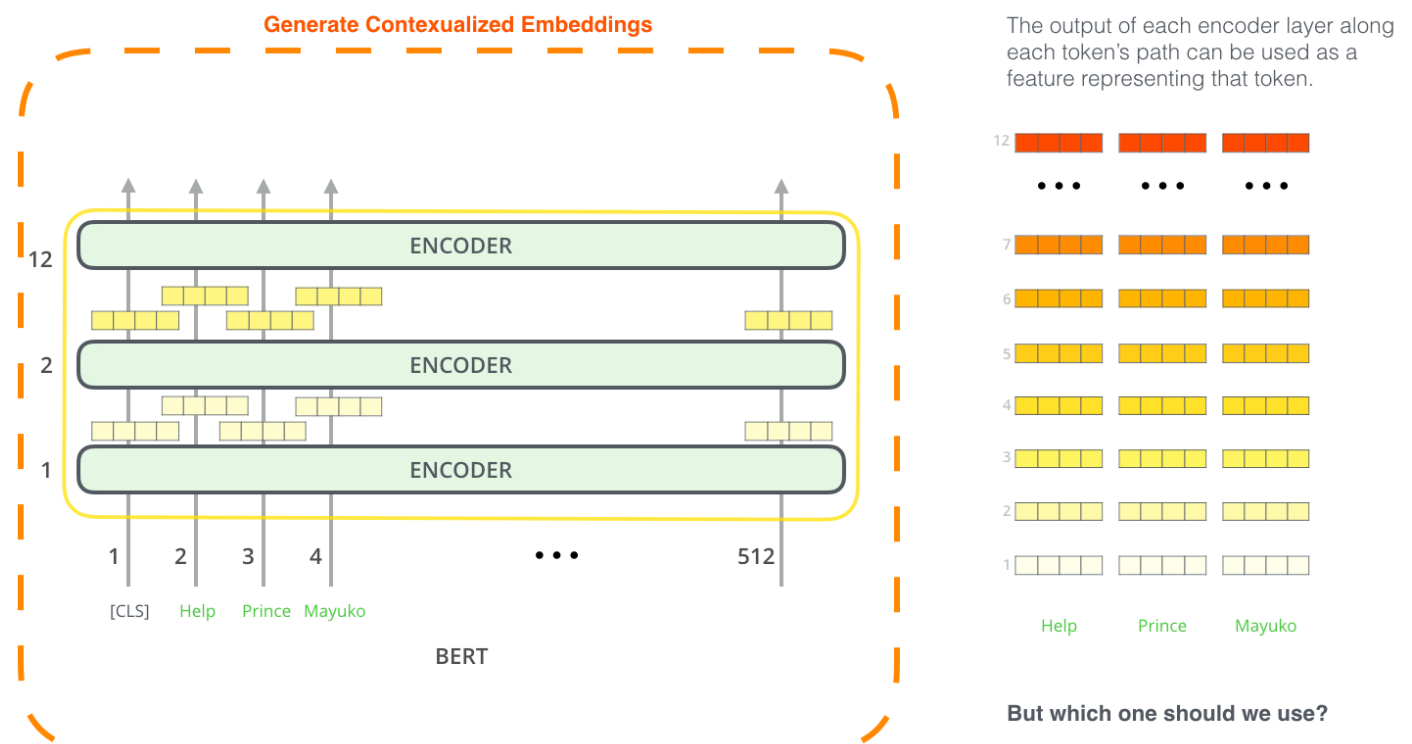 Generate Contexualized Embeddings
The output of each encoder layer along
each token's path can be used as a
feature representing that token.
12 ENCODER
2 ENCODER
1 ENCODER
1 2 3 4 ••• 512
[CLS] Help Prince Mayuko
BERT
12
••• ••• •••
7
6
5
4
3
2
1
Help Prince Mayuko
But which one should we use?